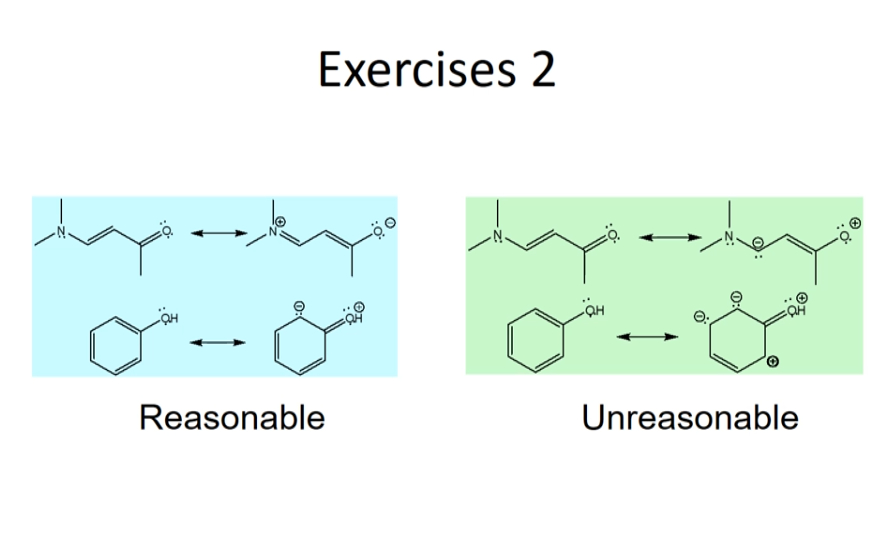 Exercises 2
N O N ⊕ O ⊖
OH ⊖ OH ⊕
N O N ⊖ O ⊕
OH ⊖ ⊖ OH ⊕ ⊕
Reasonable
Unreasonable